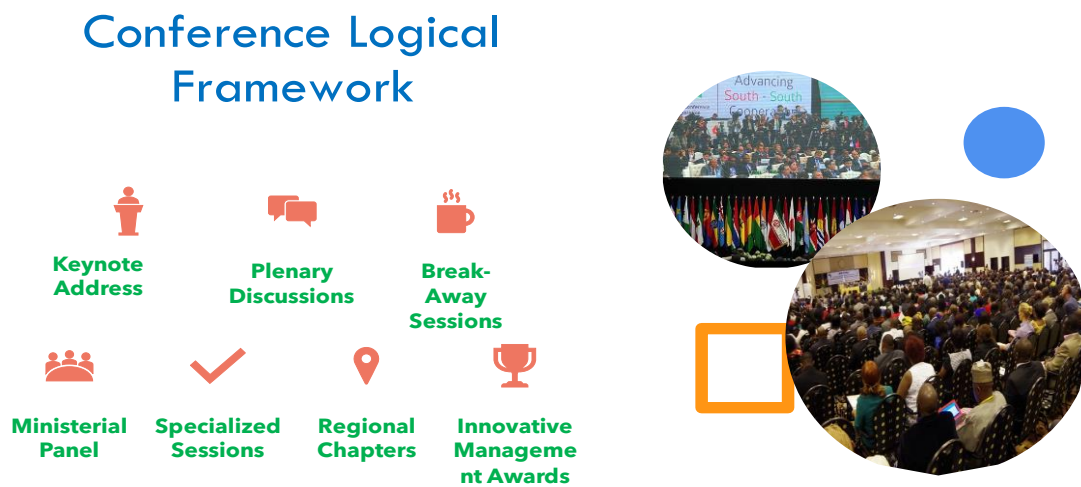 Conference Logical
Framework
Advancing
South - South
Keynote
Address
Plenary
Discussions
Break-
Away
Sessions
Ministerial
Panel
Specialized
Sessions
Regional
Chapters
Innovative
Manageme
nt Awards